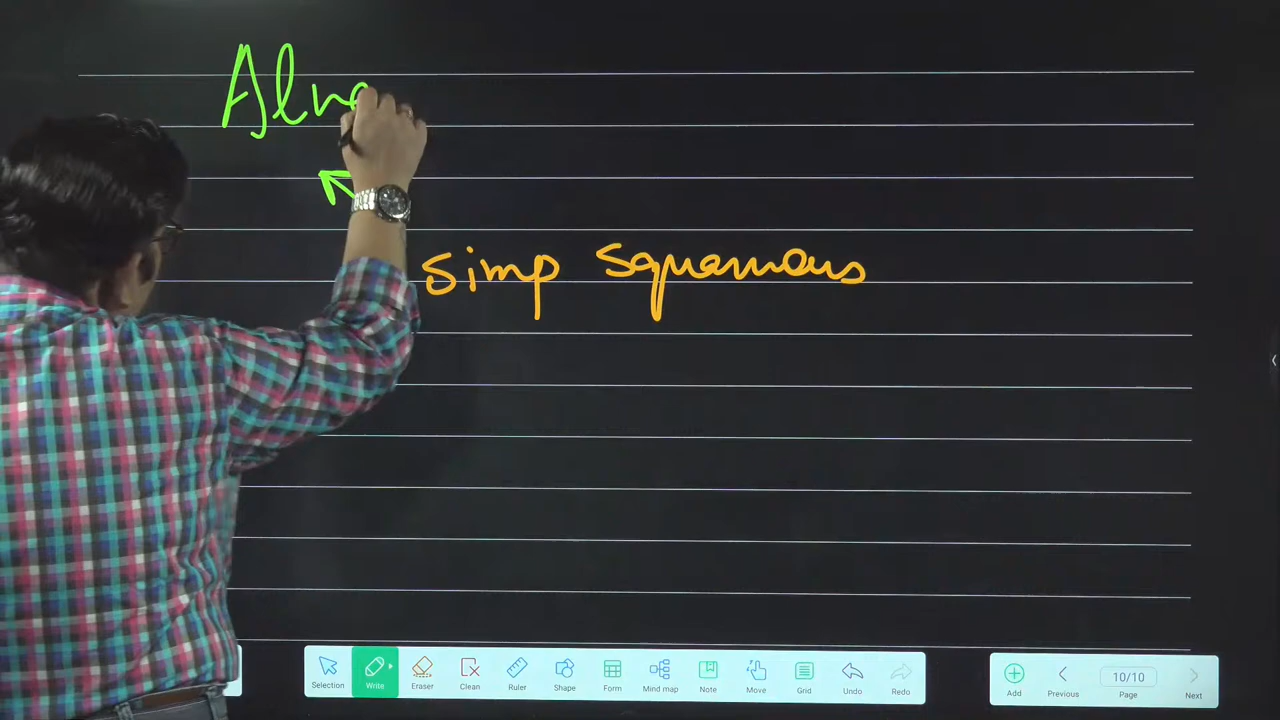 Alve
simp squamous
Selection Write Eraser Clean Ruler Shape Form Mind map Note Move Grid Undo Redo
Add Previous 10/10 Page Next